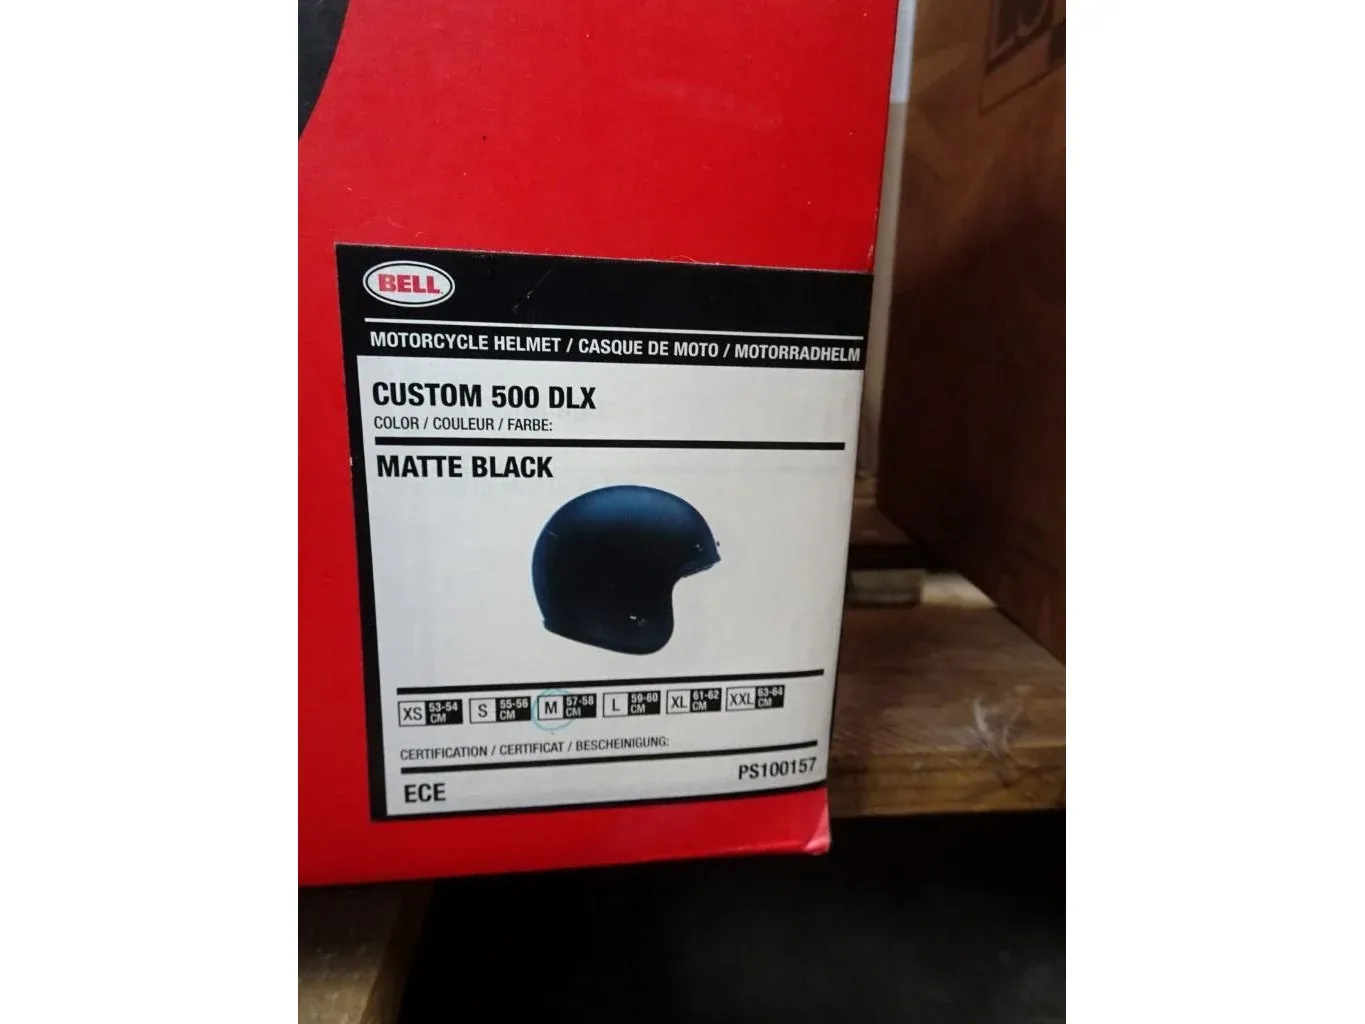 BELL
MOTORCYCLE HELMET / CASQUE DE MOTO / MOTORRADHELM
CUSTOM 500 DLX
COLOR / COULEUR / FARBE:
MATTE BLACK
XS 53-54 CM S 55-56 CM M 57-58 CM L 59-60 CM XL 61-62 CM XXL 63-64 CM
CERTIFICATION / CERTIFICAT / BESCHEINIGUNG:
ECE PS100157